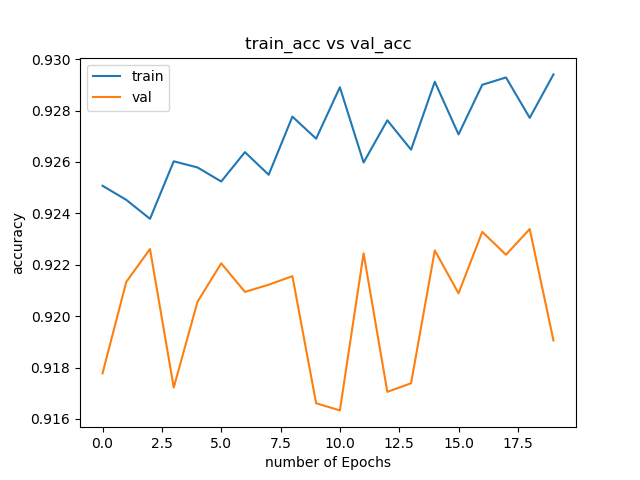 train_acc vs val_acc
0.930
0.928
0.926
0.924
0.922
0.920
0.918
0.916
accuracy
train
val
0.0 2.5 5.0 7.5 10.0 12.5 15.0 17.5
number of Epochs